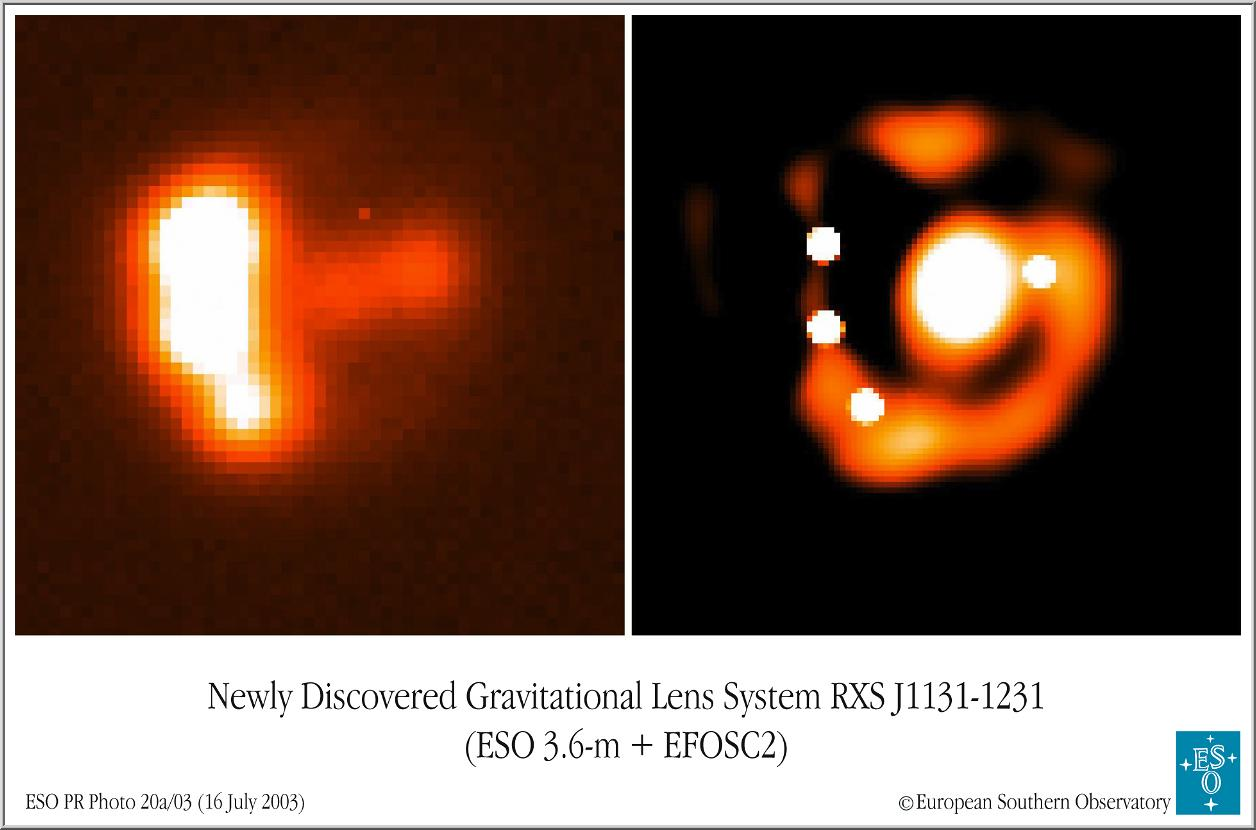 Newly Discovered Gravitational Lens System RXS J1131-1231
(ESO 3.6-m + EFOSC2)
ESO PR Photo 20a/03 (16 July 2003)
© European Southern Observatory
ES
O